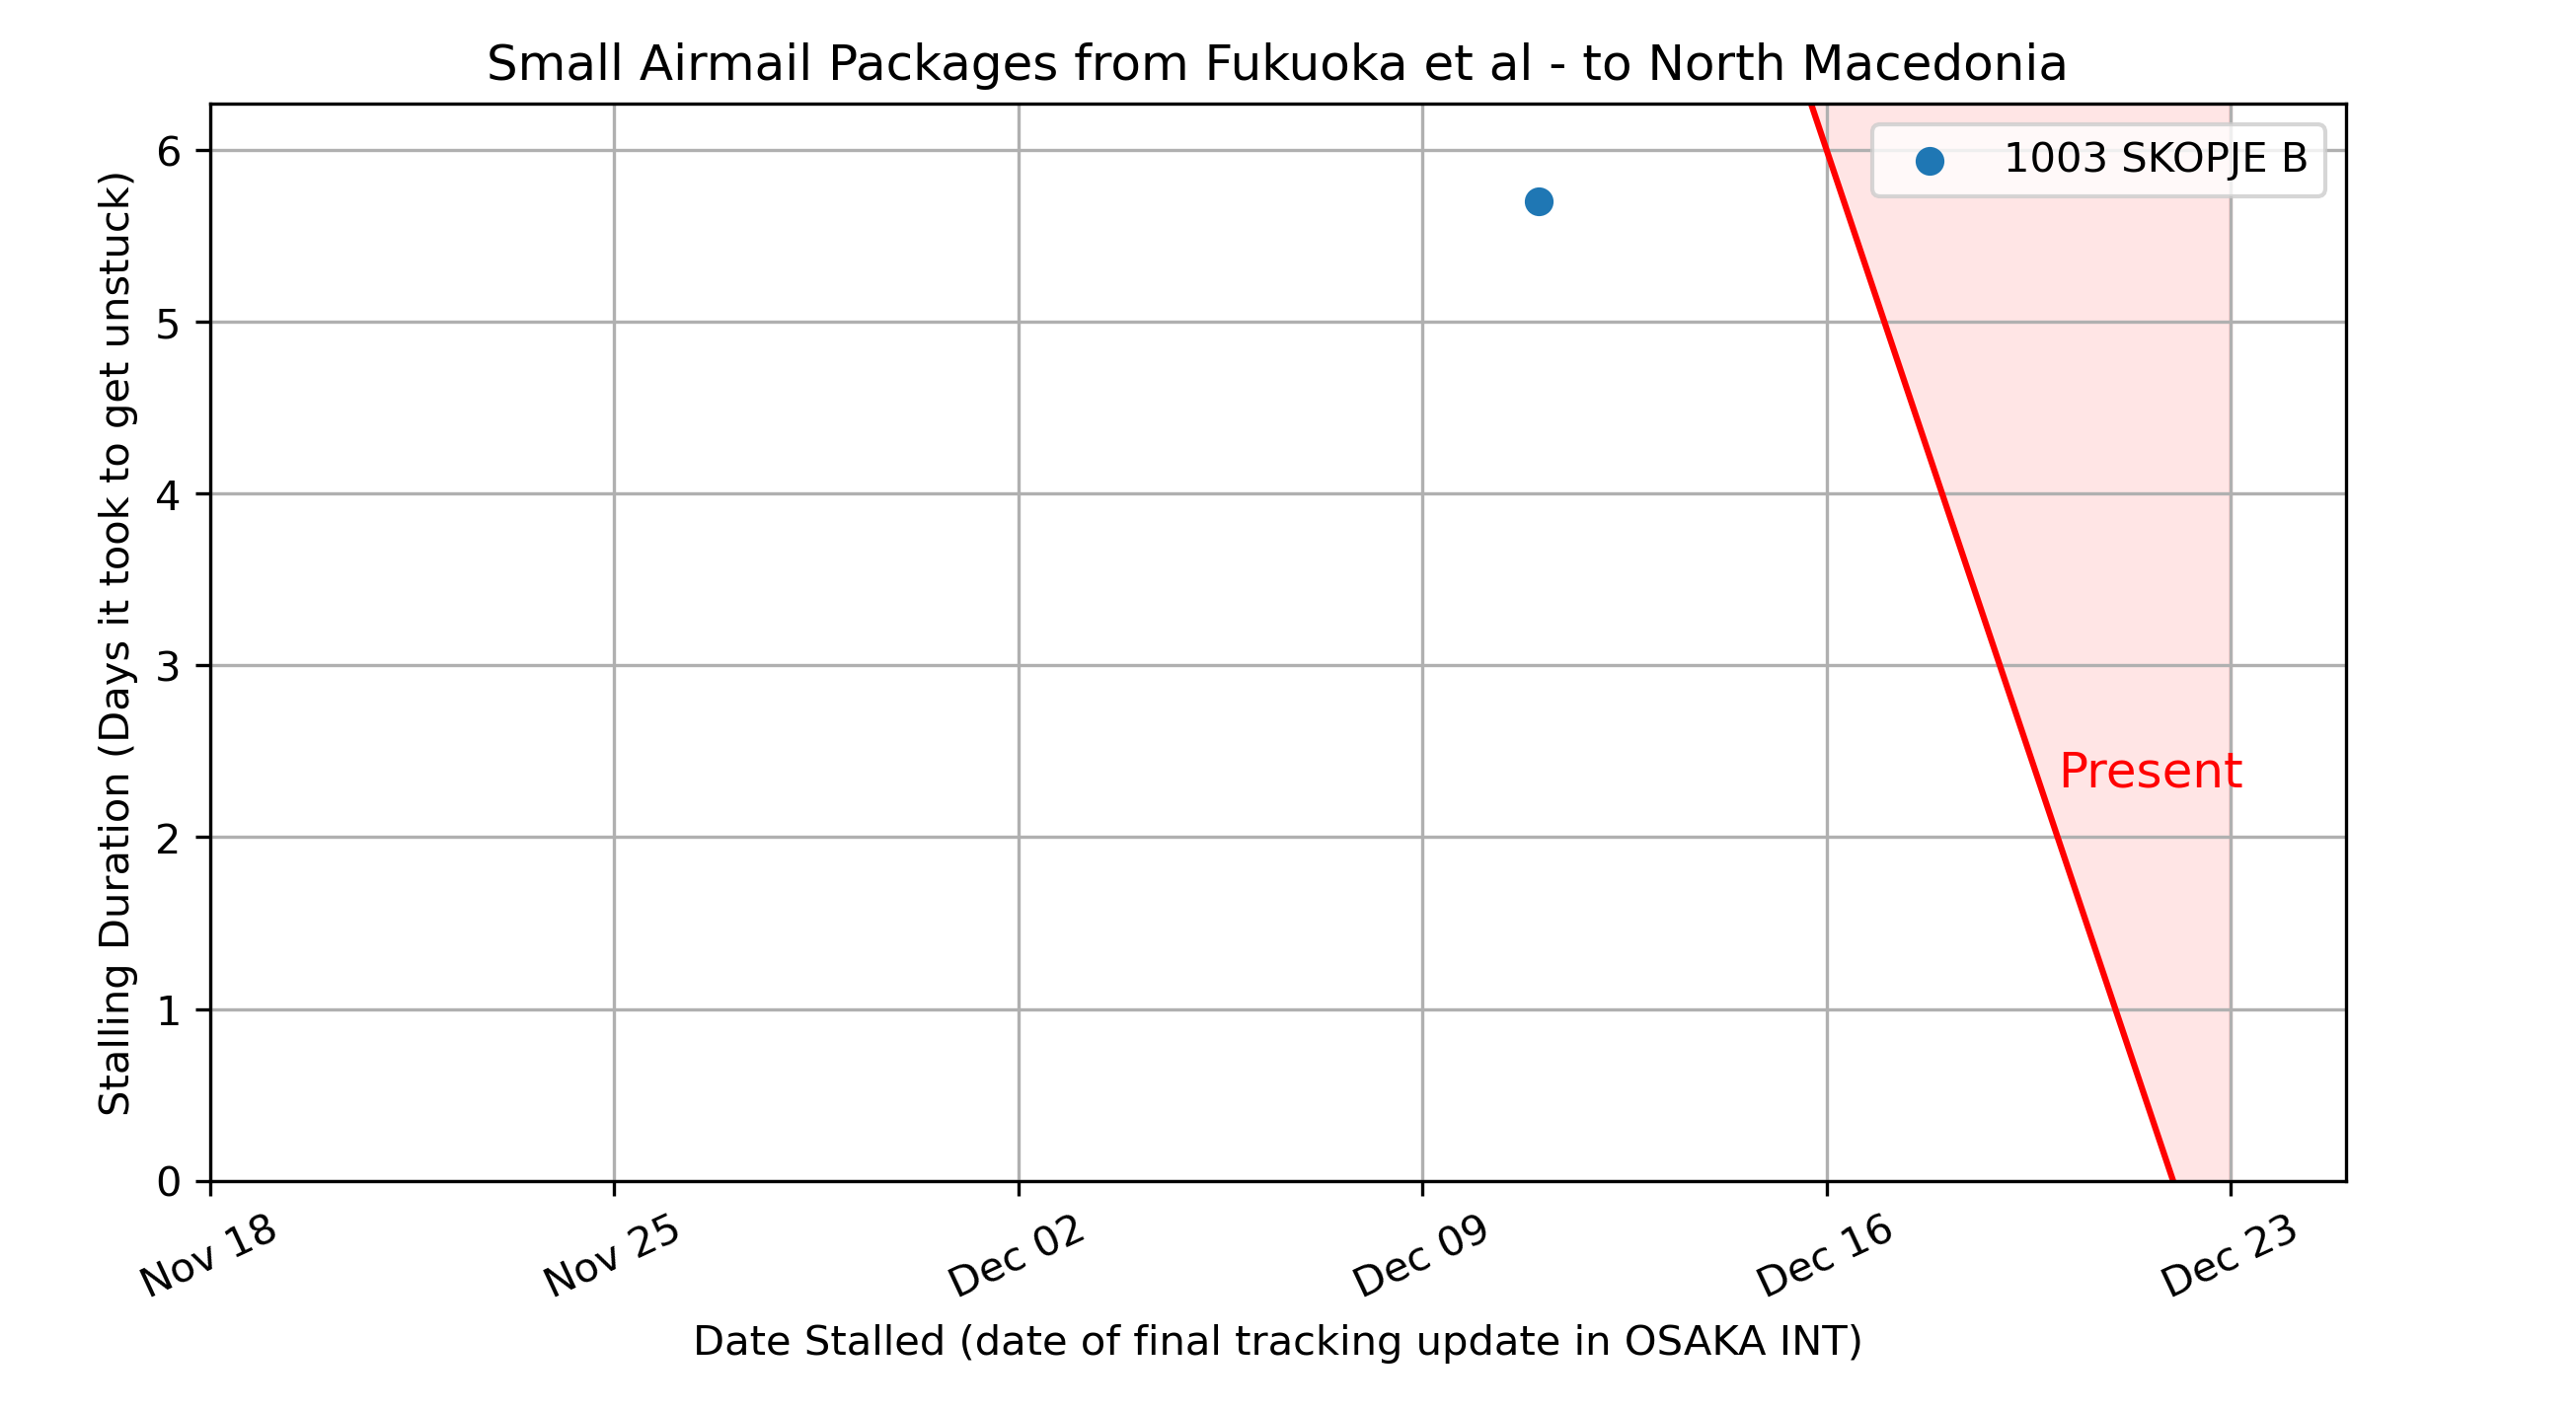 Small Airmail Packages from Fukuoka et al - to North Macedonia
1003 SKOPJE B
Stalling Duration (Days it took to get unstuck)
6
5
4
3
2
1
0
Present
Nov 18
Nov 25
Dec 02
Dec 09
Dec 16
Dec 23
Date Stalled (date of final tracking update in OSAKA INT)